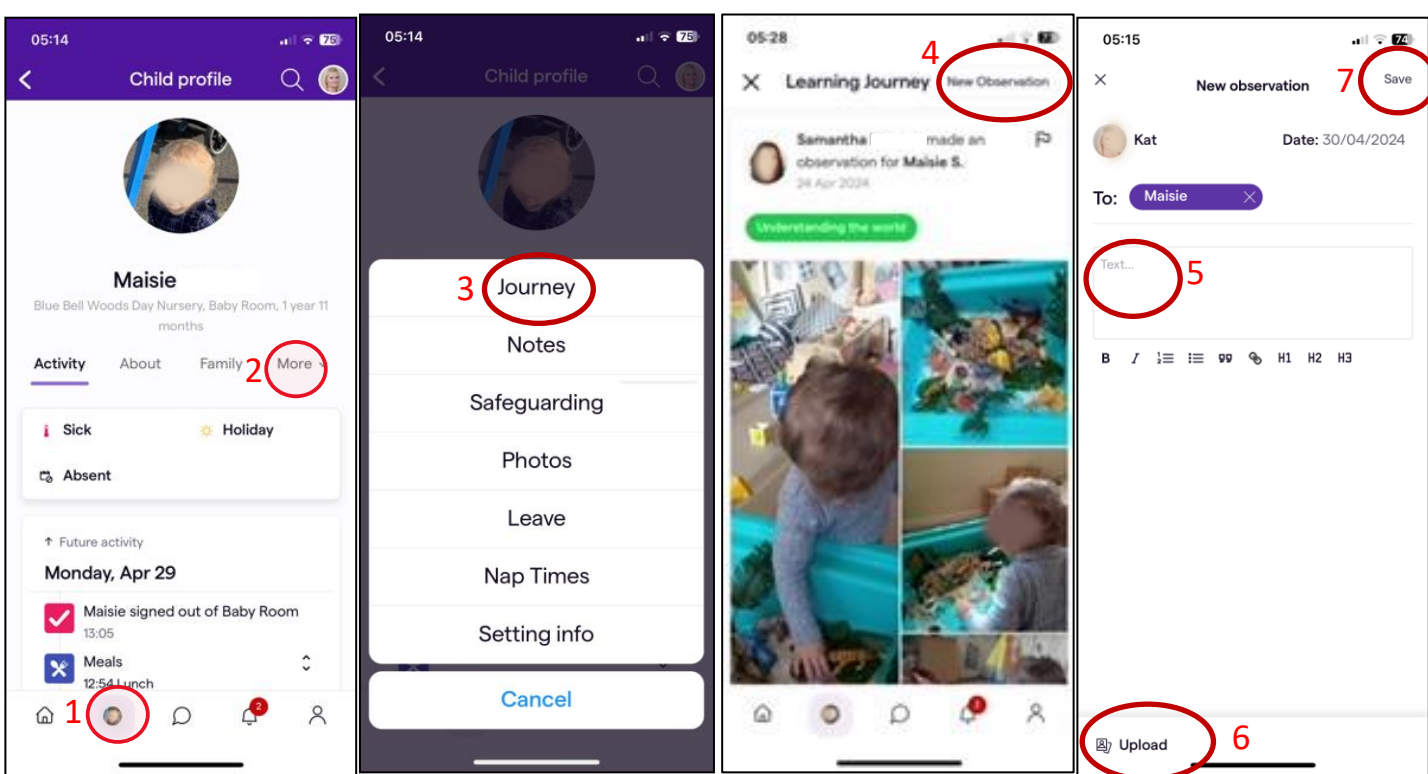 05:14
75
Child profile
Maisie
Blue Bell Woods Day Nursery, Baby Room, 1 year 11
months
Activity About Family 2 More
Sick Holiday
Absent
Future activity
Monday, Apr 29
Maisie signed out of Baby Room
13:05
Meals
12:54 Lunch
1
2
05:14
75
Child profile
3 Journey
Notes
Safeguarding
Photos
Leave
Nap Times
Setting info
Cancel
05:28
4
Learning Journey New Observation
Samantha made an
observation for Maisie S.
24 Apr 2024
Understanding the world
05:15
74
New observation 7 Save
Kat Date: 30/04/2024
To: Maisie
Text...
5
B I H1 H2 H3
Upload 6